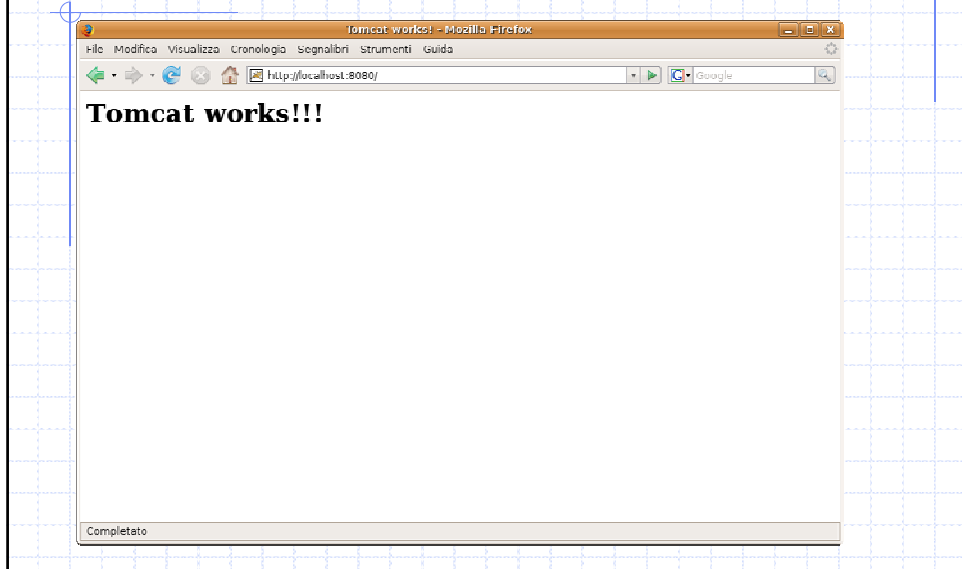 Tomcat works! - Mozilla Firefox
File Modifica Visualizza Cronologia Segnalibri Strumenti Guida
http://localhost:8080/ G Google
Tomcat works!!!
Completato